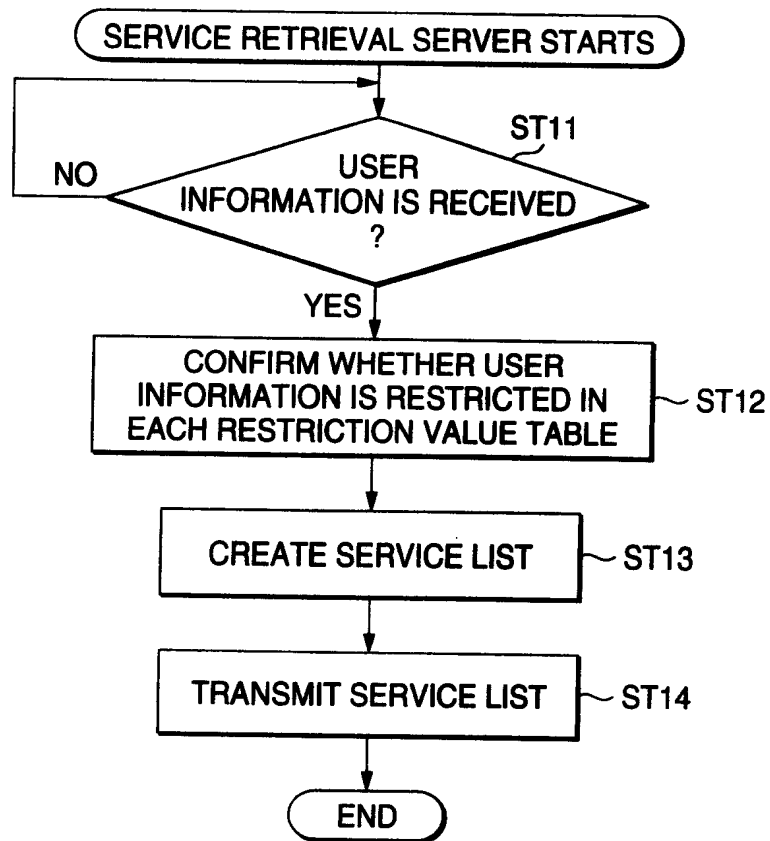 SERVICE RETRIEVAL SERVER STARTS
ST11
USER
INFORMATION IS RECEIVED
?
NO
YES
CONFIRM WHETHER USER
INFORMATION IS RESTRICTED IN
EACH RESTRICTION VALUE TABLE
ST12
CREATE SERVICE LIST
ST13
TRANSMIT SERVICE LIST
ST14
END